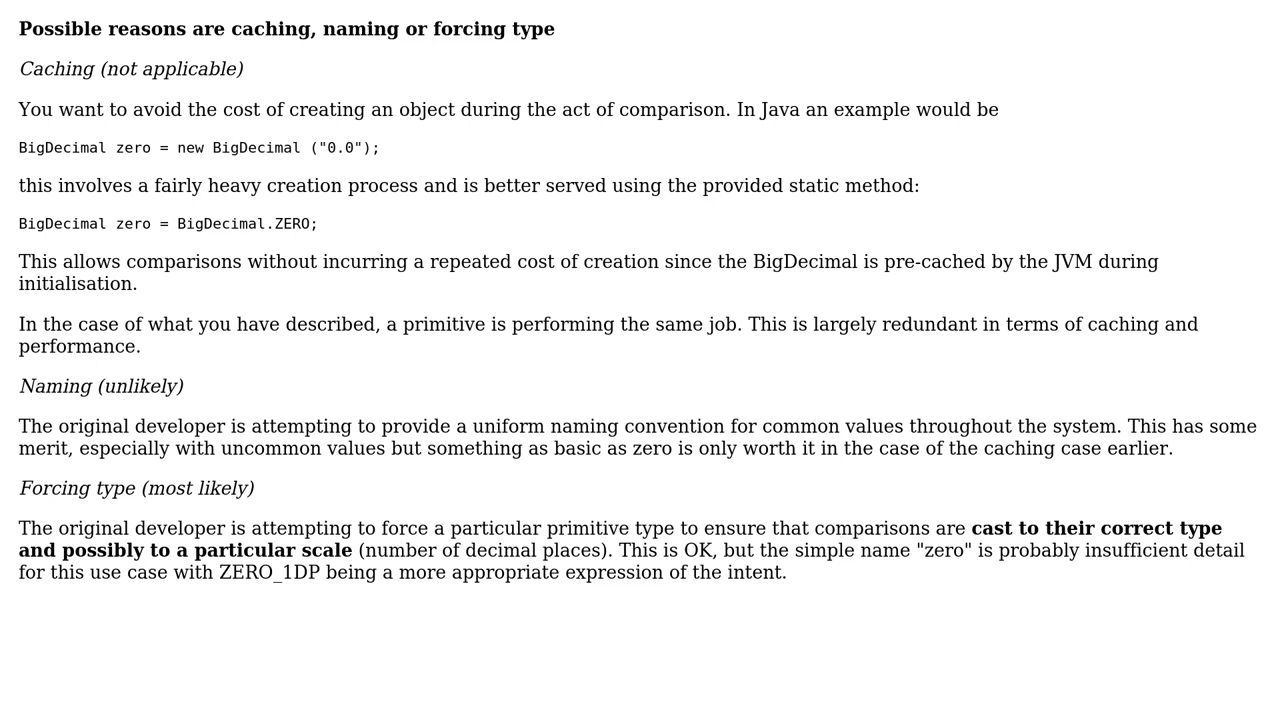 Possible reasons are caching, naming or forcing type
Caching (not applicable)
You want to avoid the cost of creating an object during the act of comparison. In Java an example would be
BigDecimal zero = new BigDecimal ("0.0");
this involves a fairly heavy creation process and is better served using the provided static method:
BigDecimal zero = BigDecimal.ZERO;
This allows comparisons without incurring a repeated cost of creation since the BigDecimal is pre-cached by the JVM during
initialisation.
In the case of what you have described, a primitive is performing the same job. This is largely redundant in terms of caching and
performance.
Naming (unlikely)
The original developer is attempting to provide a uniform naming convention for common values throughout the system. This has some
merit, especially with uncommon values but something as basic as zero is only worth it in the case of the caching case earlier.
Forcing type (most likely)
The original developer is attempting to force a particular primitive type to ensure that comparisons are cast to their correct type
and possibly to a particular scale (number of decimal places). This is OK, but the simple name "zero" is probably insufficient detail
for this use case with ZERO_1DP being a more appropriate expression of the intent.